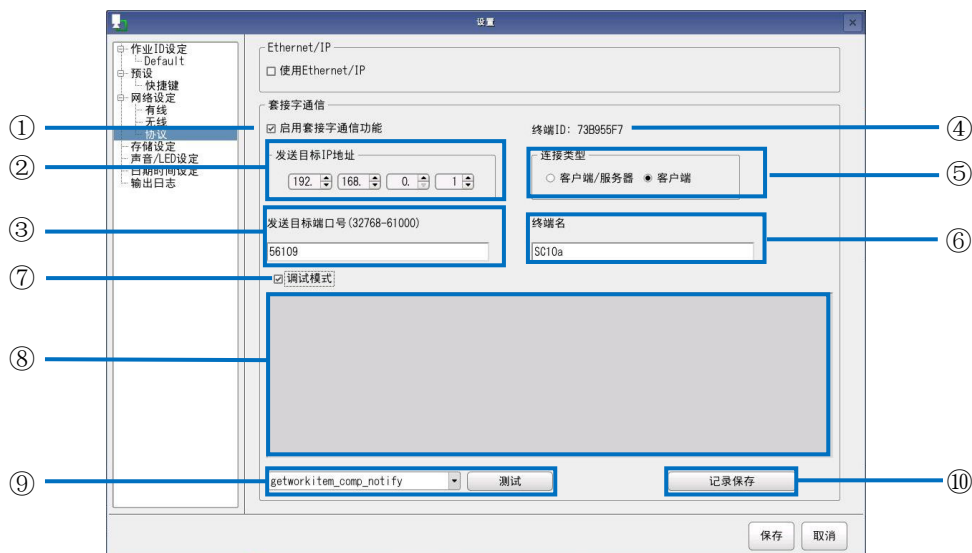 设置
作业ID设定
Default
预设
快捷键
网络设定
有线
无线
协议
存储设定
声音/LED设定
日期时间设定
输出日志
Ethernet/IP
使用Ethernet/IP
套接字通信
① 启用套接字通信功能
终端ID: 73B955F7 ④
② 发送目标IP地址
192. 168. 0. 1
连接类型 ⑤
客户端/服务器 客户端
③ 发送目标端口号(32768-61000)
56109
终端名 ⑥
SC10a
⑦ 调试模式
⑧
⑨ getworkitem_comp_notify 测试
记录保存 ⑩
保存 取消